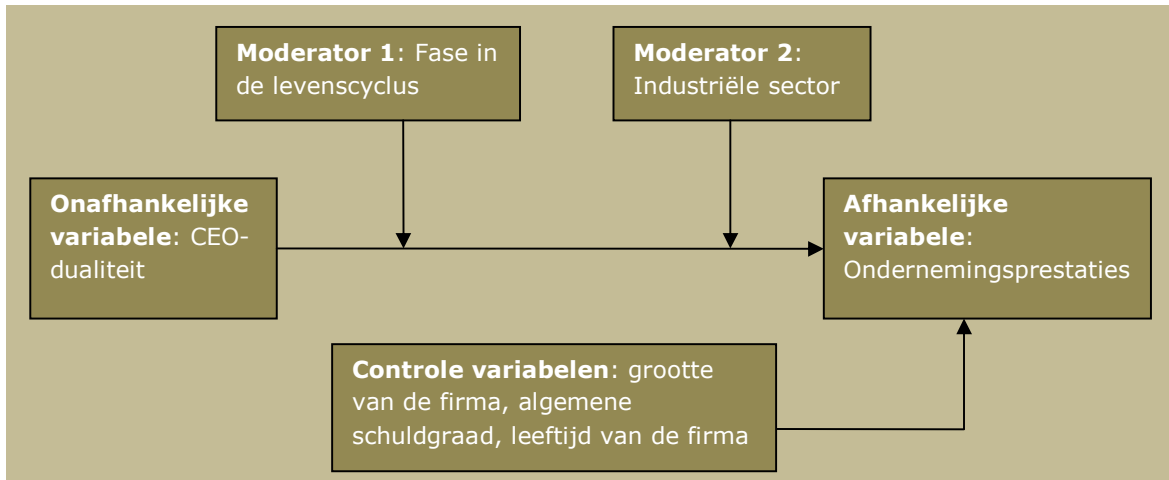 Moderator 1: Fase in
de levenscyclus
Moderator 2:
Industriële sector
Onafhankelijke
variabele: CEO-
dualiteit
Afhankelijke
variabele:
Ondernemingsprestaties
Controle variabelen: grootte
van de firma, algemene
schuldgraad, leeftijd van de firma